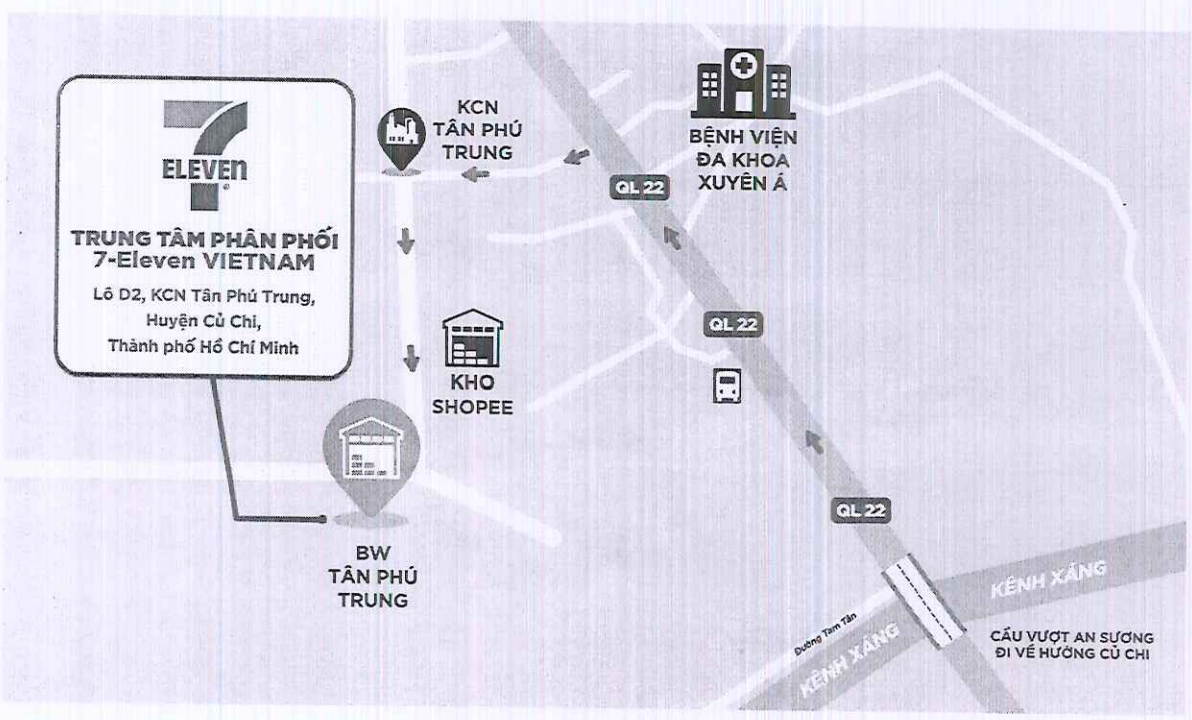 7
ELEVEn
®
TRUNG TÂM PHÂN PHỐI
7-Eleven VIETNAM
Lô D2, KCN Tân Phú Trung,
Huyện Củ Chi,
Thành phố Hồ Chí Minh
KCN
TÂN PHÚ
TRUNG
BỆNH VIỆN
ĐA KHOA
XUYÊN Á
QL 22
QL 22
KHO
SHOPEE
QL 22
BW
TÂN PHÚ
TRUNG
KÊNH XÁNG
Đường Tam Tân
KÊNH XÁNG
CẦU VƯỢT AN SƯƠNG
ĐI VỀ HƯỚNG CỦ CHI